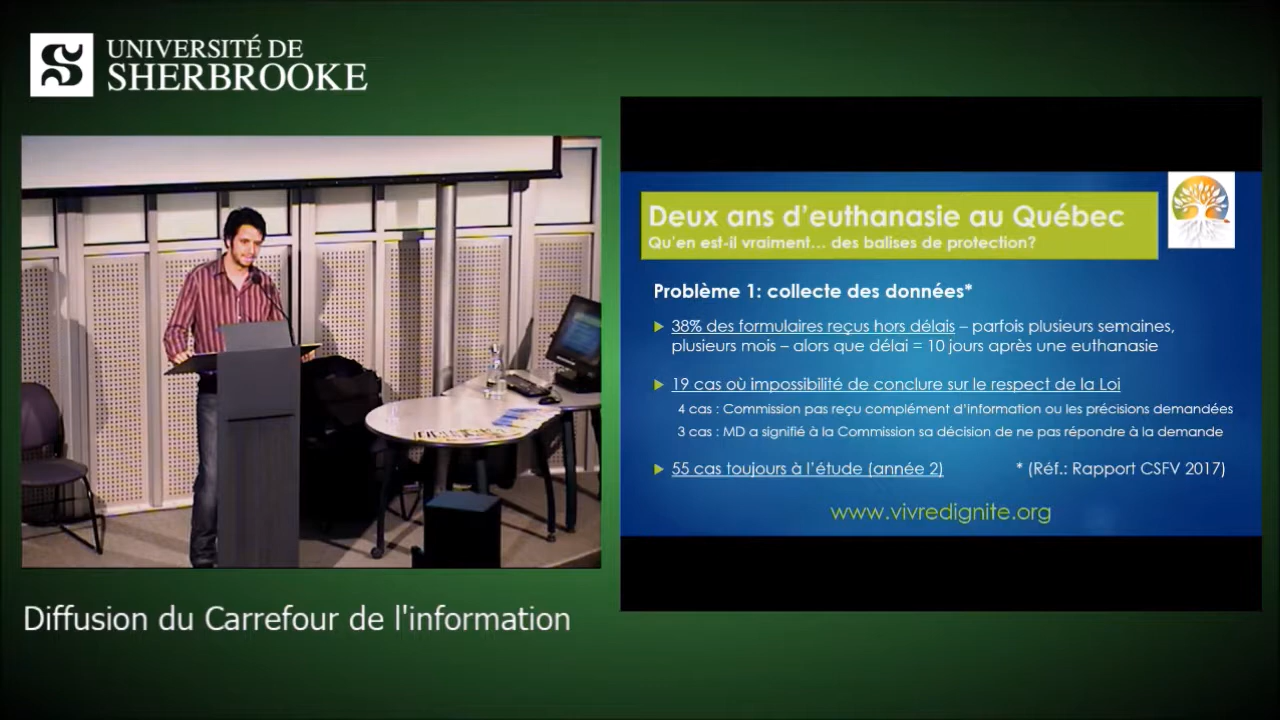 UNIVERSITÉ DE
SHERBROOKE
Deux ans d'euthanasie au Québec
Qu'en est-il vraiment... des balises de protection?
Problème 1: collecte des données*
38% des formulaires reçus hors délais – parfois plusieurs semaines,
plusieurs mois – alors que délai = 10 jours après une euthanasie
19 cas où impossibilité de conclure sur le respect de la Loi
4 cas : Commission pas reçu complément d'information ou les précisions demandées
3 cas : MD a signifié à la Commission sa décision de ne pas répondre à la demande
55 cas toujours à l'étude (année 2) * (Réf.: Rapport CSFV 2017)
www.vivredignite.org
Diffusion du Carrefour de l'information